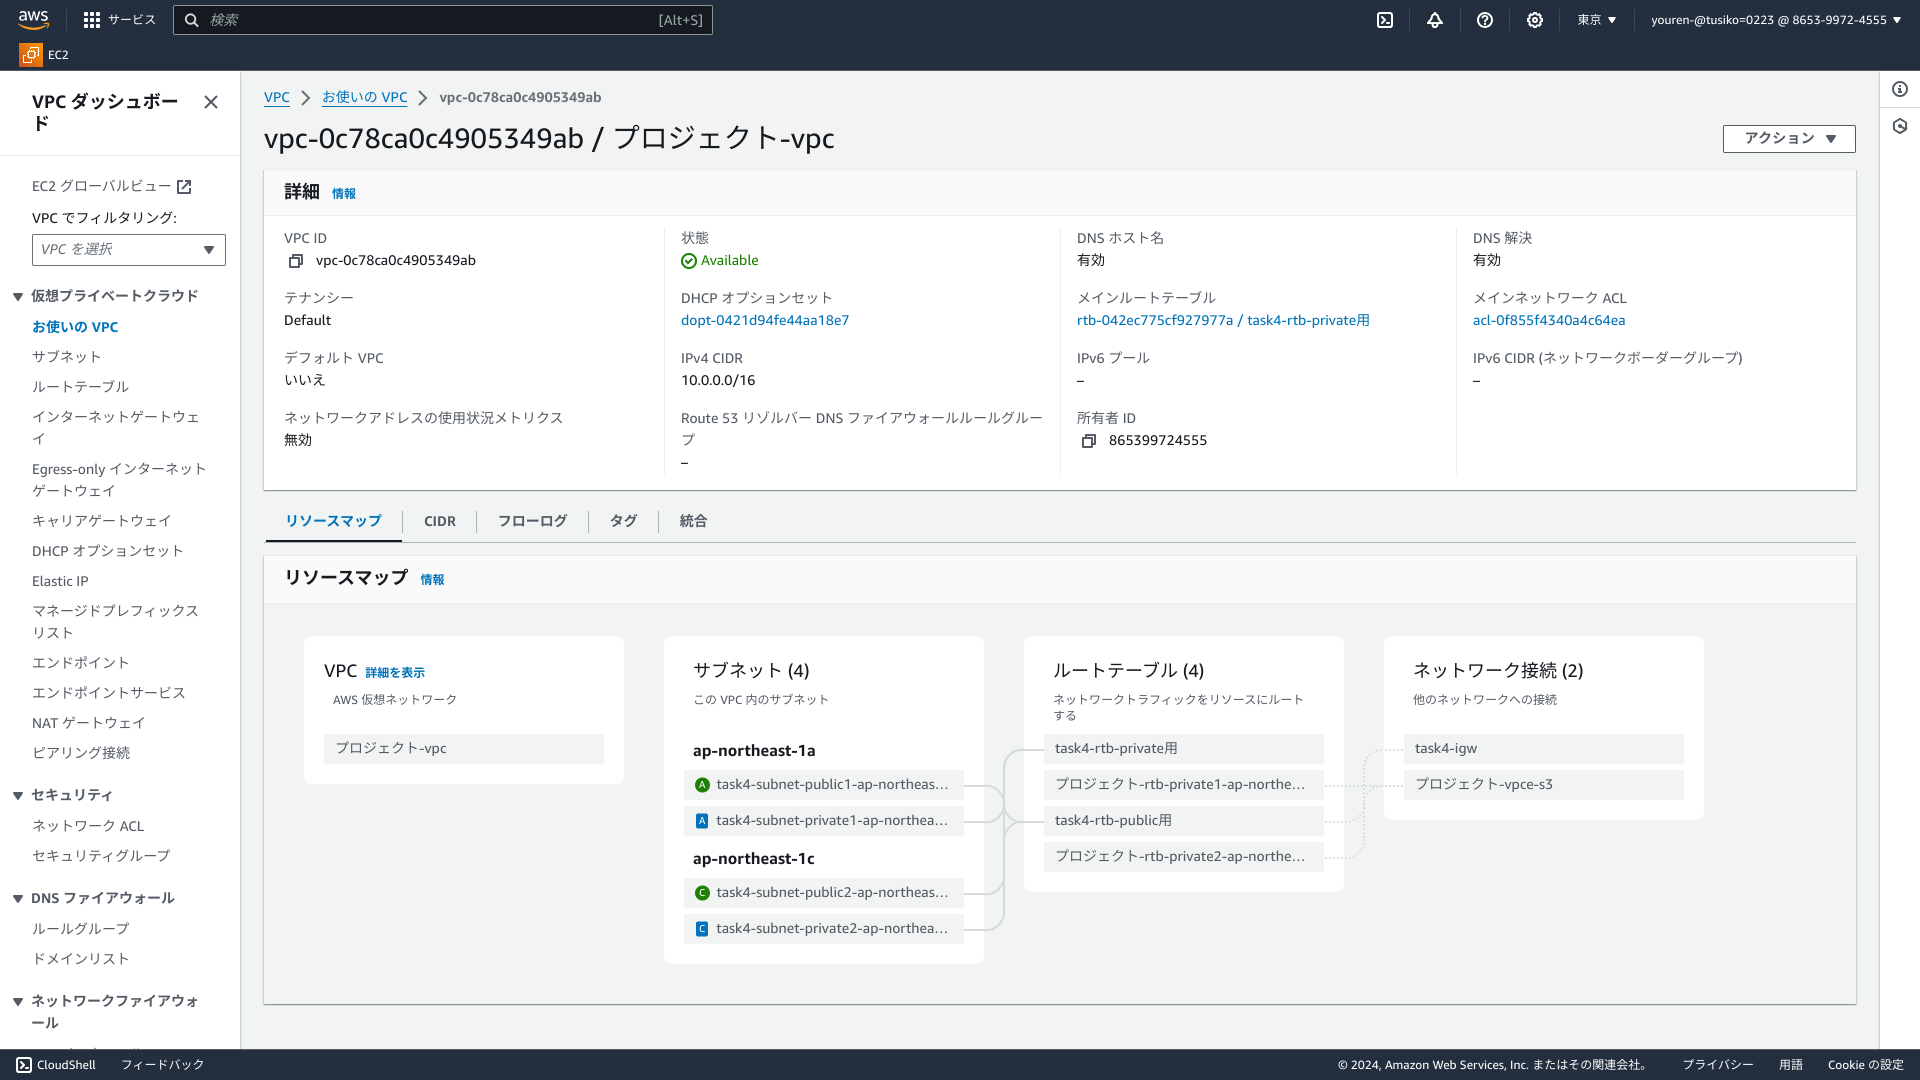 aws
サービス
検索
[Alt+S]
東京
youren-@tusiko=0223 @ 8653-9972-4555
EC2
VPC ダッシュボー
ド
EC2 グローバルビュー
VPC でフィルタリング:
VPC を選択
仮想プライベートクラウド
お使いの VPC
サブネット
ルートテーブル
インターネットゲートウェ
イ
Egress-only インターネット
ゲートウェイ
キャリアゲートウェイ
DHCP オプションセット
Elastic IP
マネージドプレフィックス
リスト
エンドポイント
エンドポイントサービス
NAT ゲートウェイ
ピアリング接続
セキュリティ
ネットワーク ACL
セキュリティグループ
DNS ファイアウォール
ルールグループ
ドメインリスト
ネットワークファイアウォ
ール
VPC
お使いの VPC
vpc-0c78ca0c4905349ab
vpc-0c78ca0c4905349ab / プロジェクト-vpc
アクション
詳細
情報
VPC ID
vpc-0c78ca0c4905349ab
状態
Available
DNS ホスト名
有効
DNS 解決
有効
テナンシー
Default
DHCP オプションセット
dopt-0421d94fe44aa18e7
メインルートテーブル
rtb-042ec775cf927977a / task4-rtb-private用
メインネットワーク ACL
acl-0f855f4340a4c64ea
デフォルト VPC
いいえ
IPv4 CIDR
10.0.0.0/16
IPv6 プール
–
IPv6 CIDR (ネットワークボーダーグループ)
–
ネットワークアドレスの使用状況メトリクス
無効
Route 53 リゾルバー DNS ファイアウォールルールグルー
プ
–
所有者 ID
865399724555
リソースマップ
CIDR
フローログ
タグ
統合
リソースマップ
情報
VPC
詳細を表示
AWS 仮想ネットワーク
プロジェクト-vpc
サブネット (4)
この VPC 内のサブネット
ap-northeast-1a
A
task4-subnet-public1-ap-northeas…
A
task4-subnet-private1-ap-northea…
ap-northeast-1c
C
task4-subnet-public2-ap-northeas…
C
task4-subnet-private2-ap-northea…
ルートテーブル (4)
ネットワークトラフィックをリソースにルート
する
task4-rtb-private用
プロジェクト-rtb-private1-ap-northe…
task4-rtb-public用
プロジェクト-rtb-private2-ap-northe…
ネットワーク接続 (2)
他のネットワークへの接続
task4-igw
プロジェクト-vpce-s3
CloudShell
フィードバック
© 2024, Amazon Web Services, Inc. またはその関連会社。
プライバシー
用語
Cookie の設定